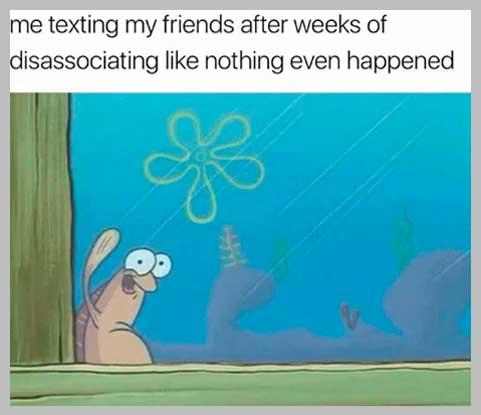 me texting my friends after weeks of
disassociating like nothing even happened